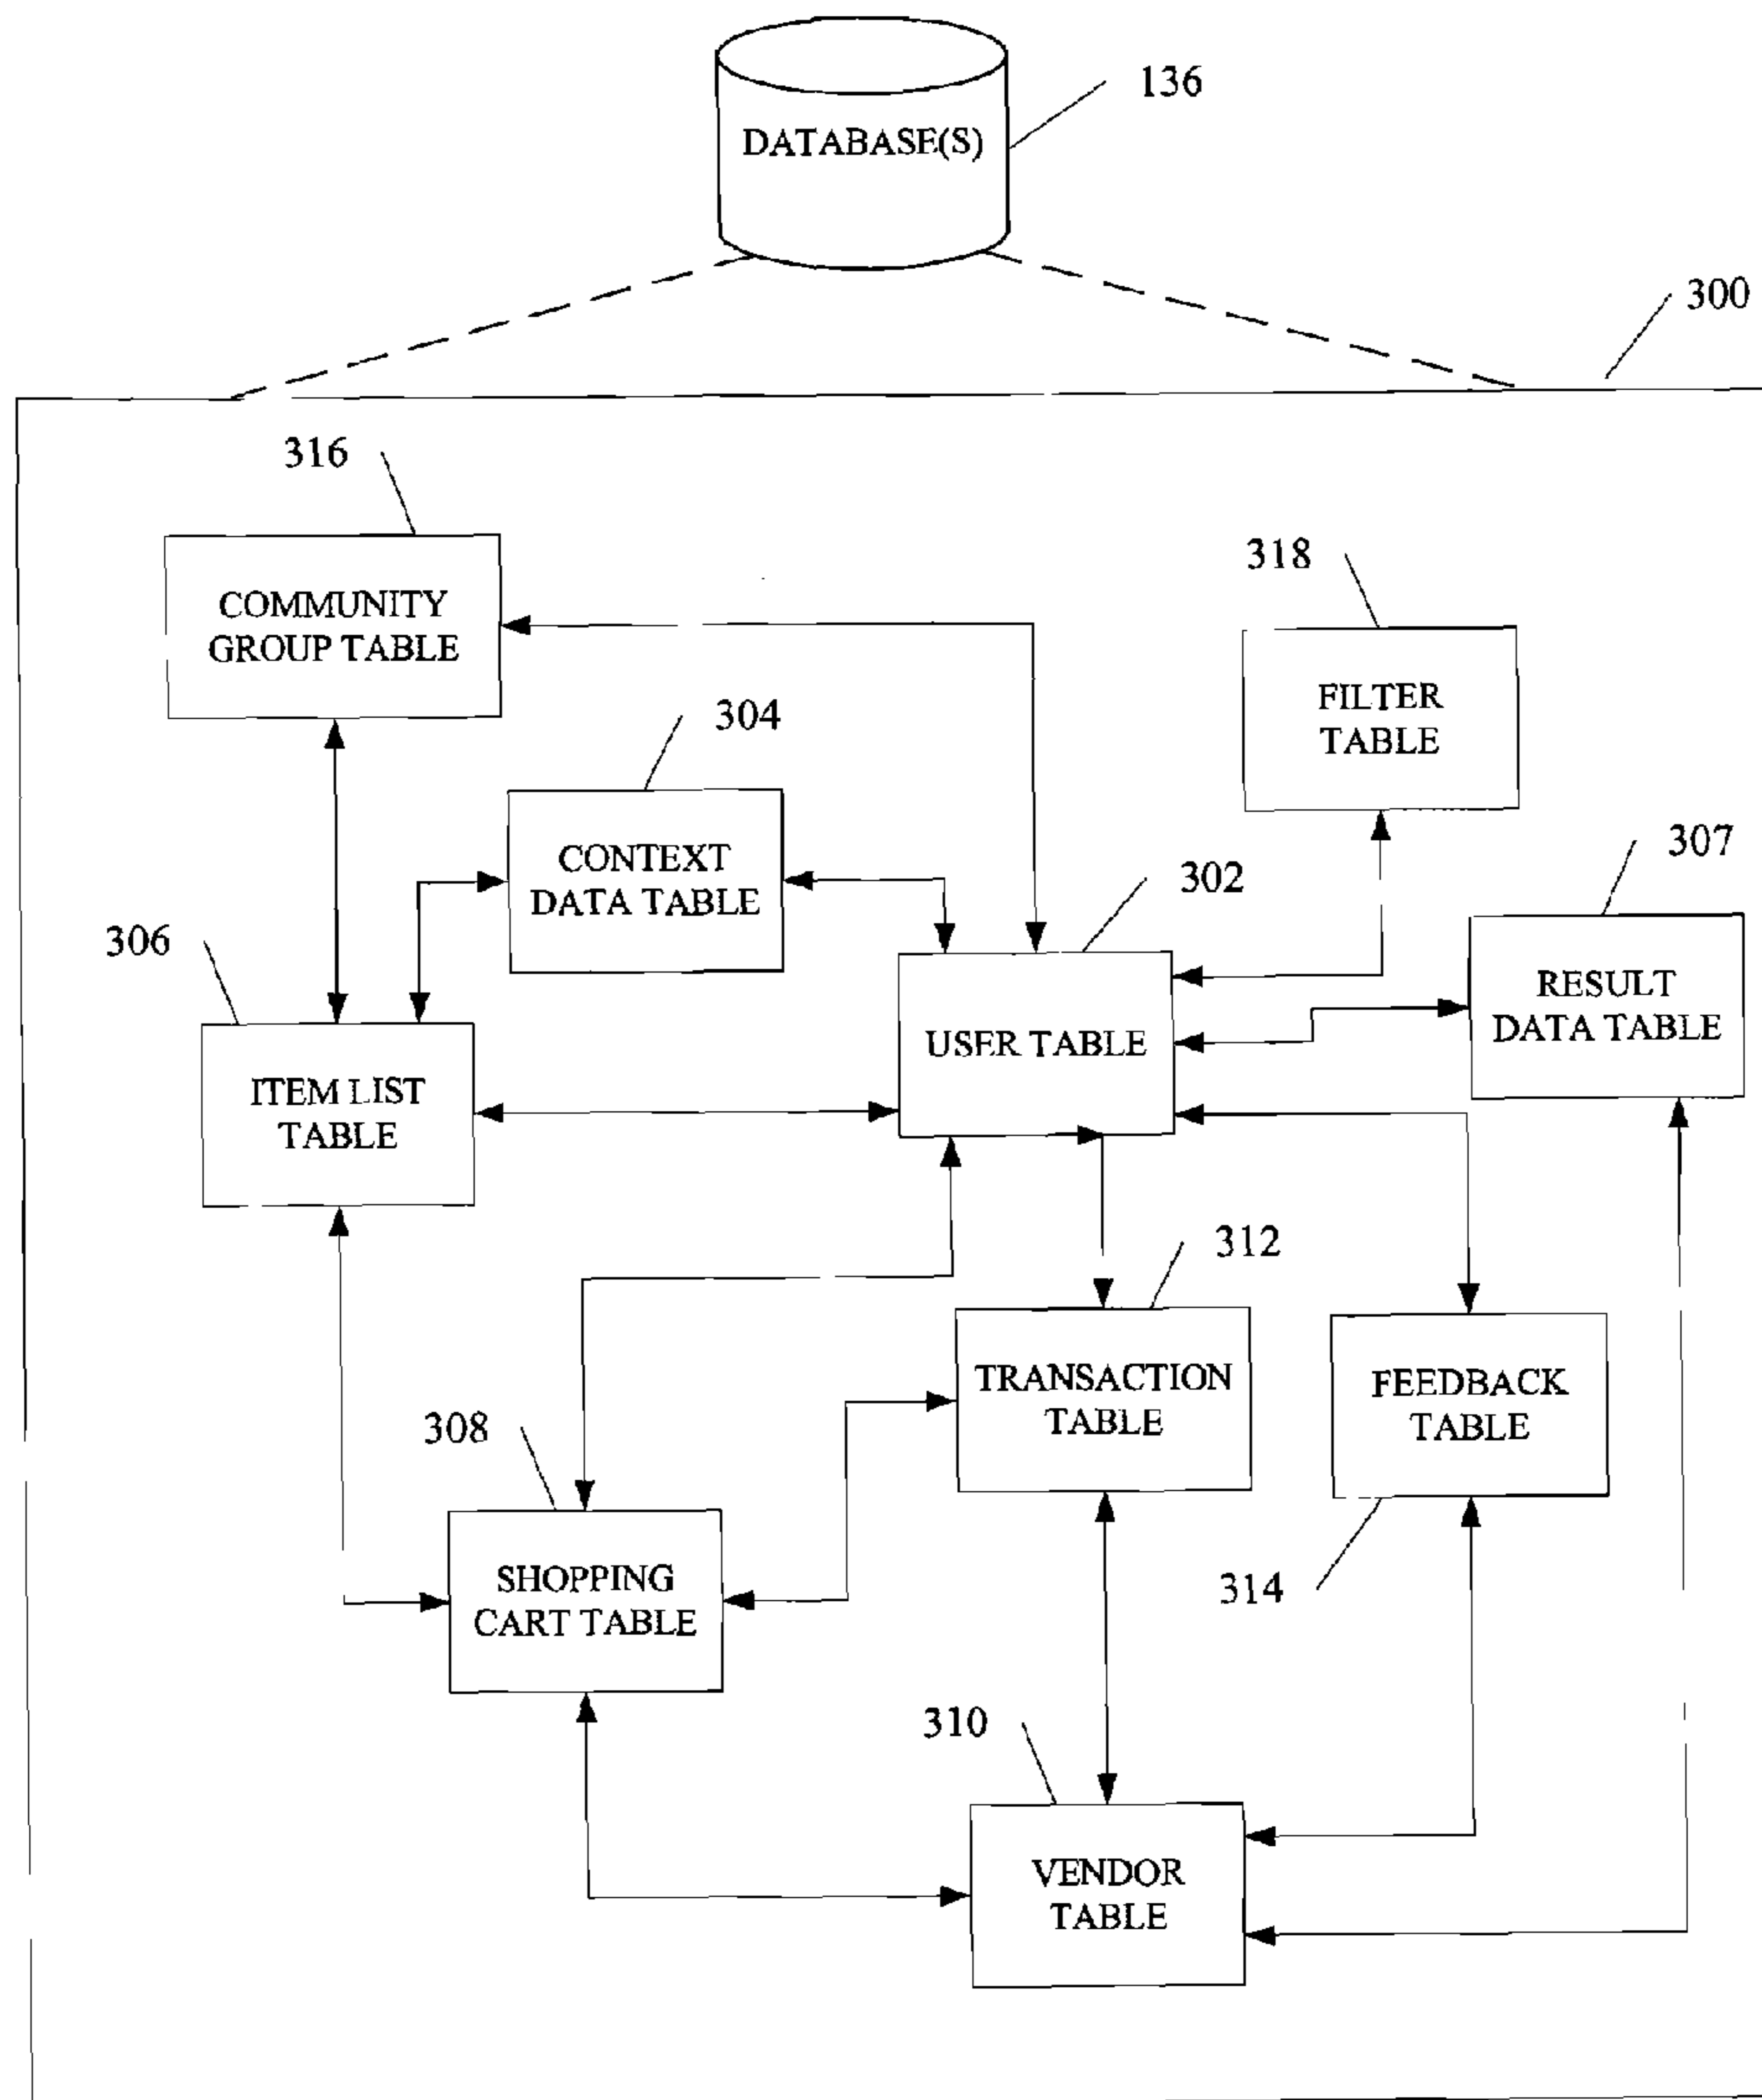 136
DATABASE(S)
300
316
COMMUNITY
GROUP TABLE
318
FILTER
TABLE
304
CONTEXT
DATA TABLE
302
307
306
USER TABLE
RESULT
DATA TABLE
ITEM LIST
TABLE
312
TRANSACTION
TABLE
FEEDBACK
TABLE
308
314
SHOPPING
CART TABLE
310
VENDOR
TABLE